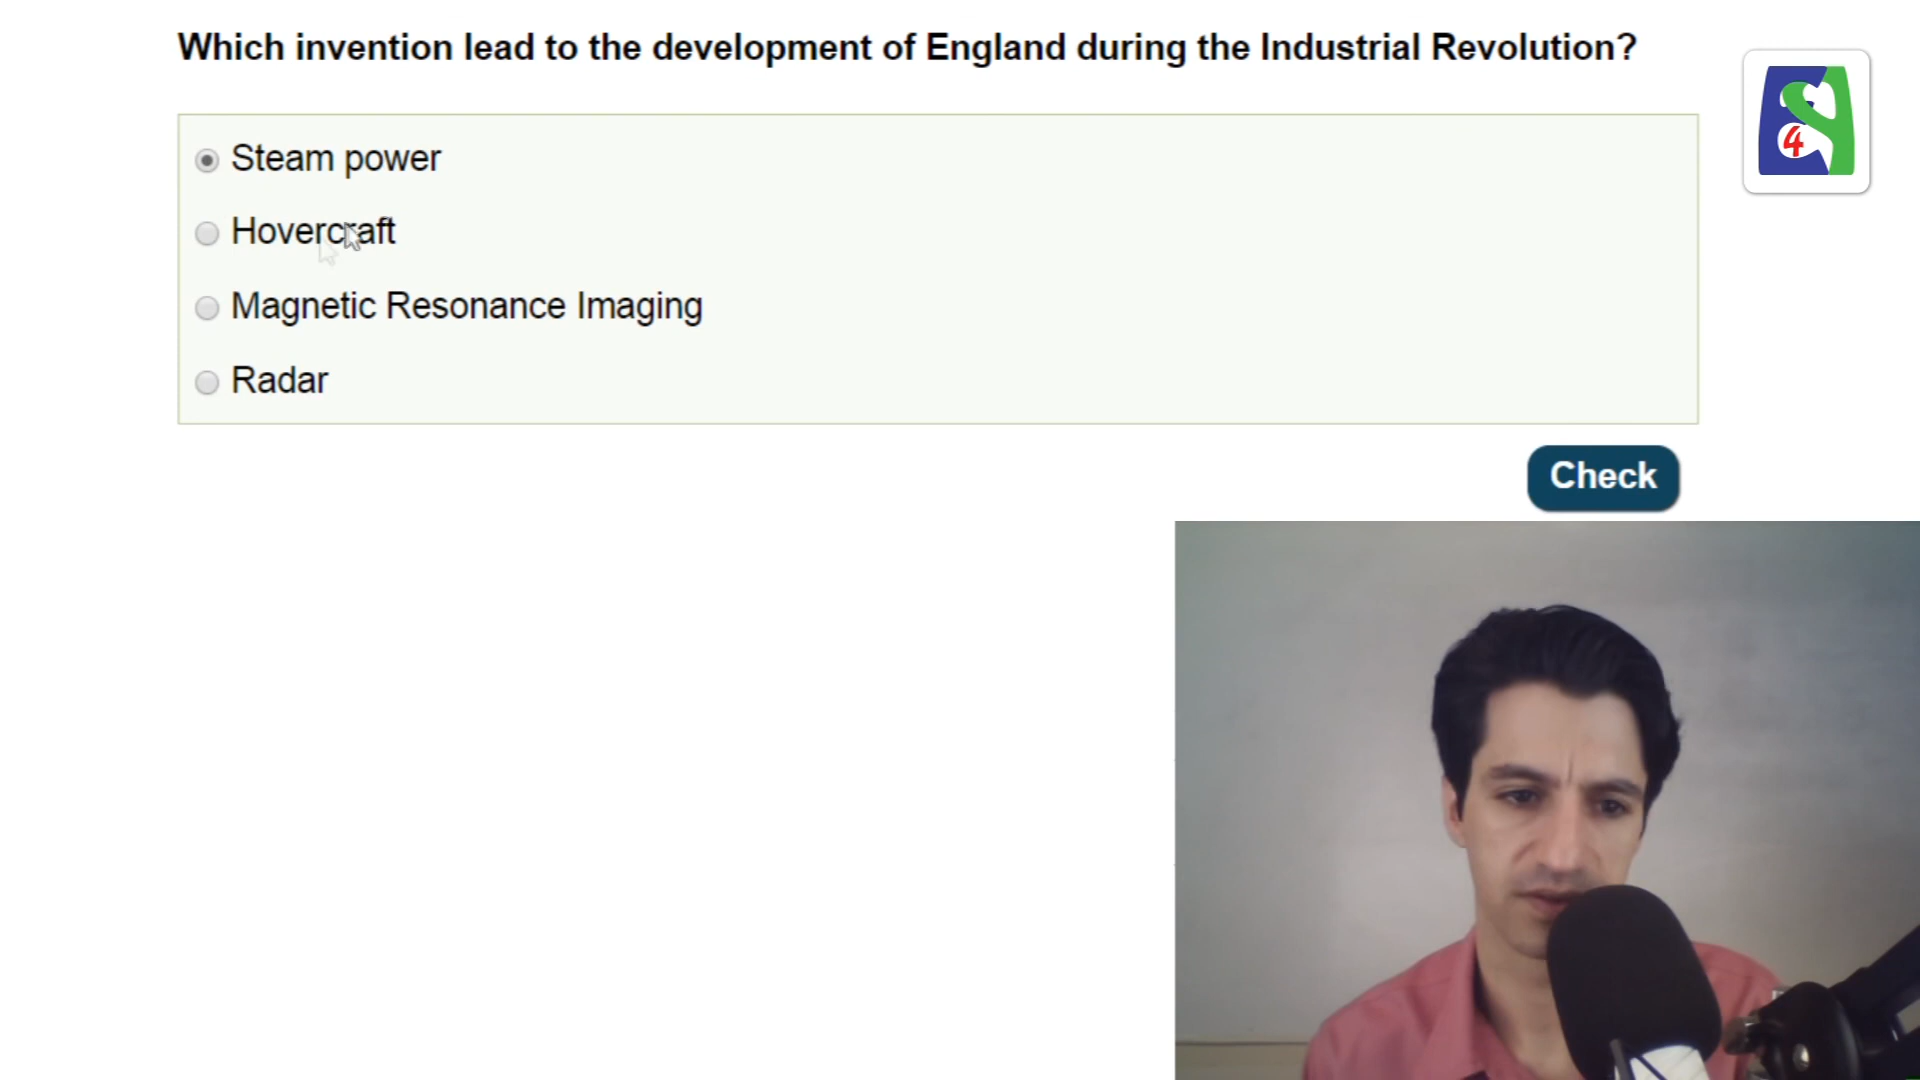 Which invention lead to the development of England during the Industrial Revolution?
4
Steam power
Hovercraft
Magnetic Resonance Imaging
Radar
Check